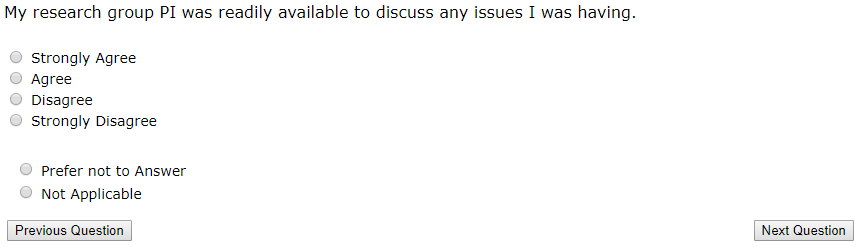 My research group PI was readily available to discuss any issues I was having.
Strongly Agree
Agree
Disagree
Strongly Disagree
Prefer not to Answer
Not Applicable
Previous Question Next Question